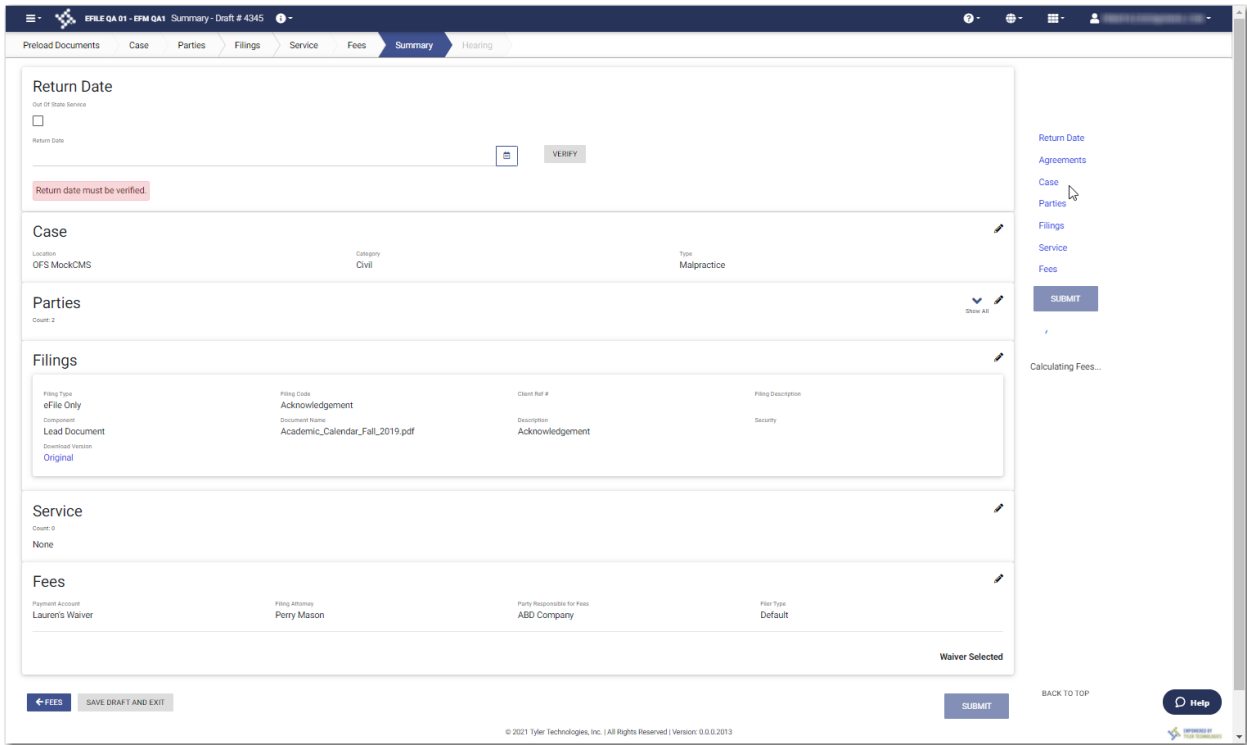 EFILE QA 01 - EFM QA1 Summary - Draft # 4345
Preload Documents Case Parties Filings Service Fees Summary Hearing
Return Date
Out Of State Service
Return Date
VERIFY
Return date must be verified.
Case
Location Category Type
OFS MockCMS Civil Malpractice
Parties
Count: 2
Show All
Filings
Filing Type Filing Code Client Ref # Filing Description
eFile Only Acknowledgement
Component Document Name Description Security
Lead Document Academic_Calendar_Fall_2019.pdf Acknowledgement
Download Version
Original
Service
Count: 0
None
Fees
Payment Account Filing Attorney Party Responsible for Fees Filer Type
Lauren's Waiver Perry Mason ABD Company Default
Waiver Selected
Return Date
Agreements
Case
Parties
Filings
Service
Fees
SUBMIT
Calculating Fees...
FEES SAVE DRAFT AND EXIT SUBMIT
BACK TO TOP
Help
© 2021 Tyler Technologies, Inc. | All Rights Reserved | Version: 0.0.0.2013
EMPOWERED BY
TYLER TECHNOLOGIES